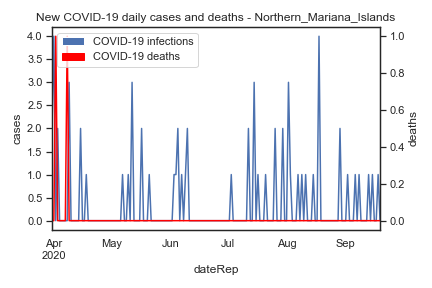 New COVID-19 daily cases and deaths - Northern_Mariana_Islands
COVID-19 infections
COVID-19 deaths
4.0
3.5
3.0
2.5
2.0
1.5
1.0
0.5
0.0
cases
1.0
0.8
0.6
0.4
0.2
0.0
deaths
Apr May Jun Jul Aug Sep
2020
dateRep